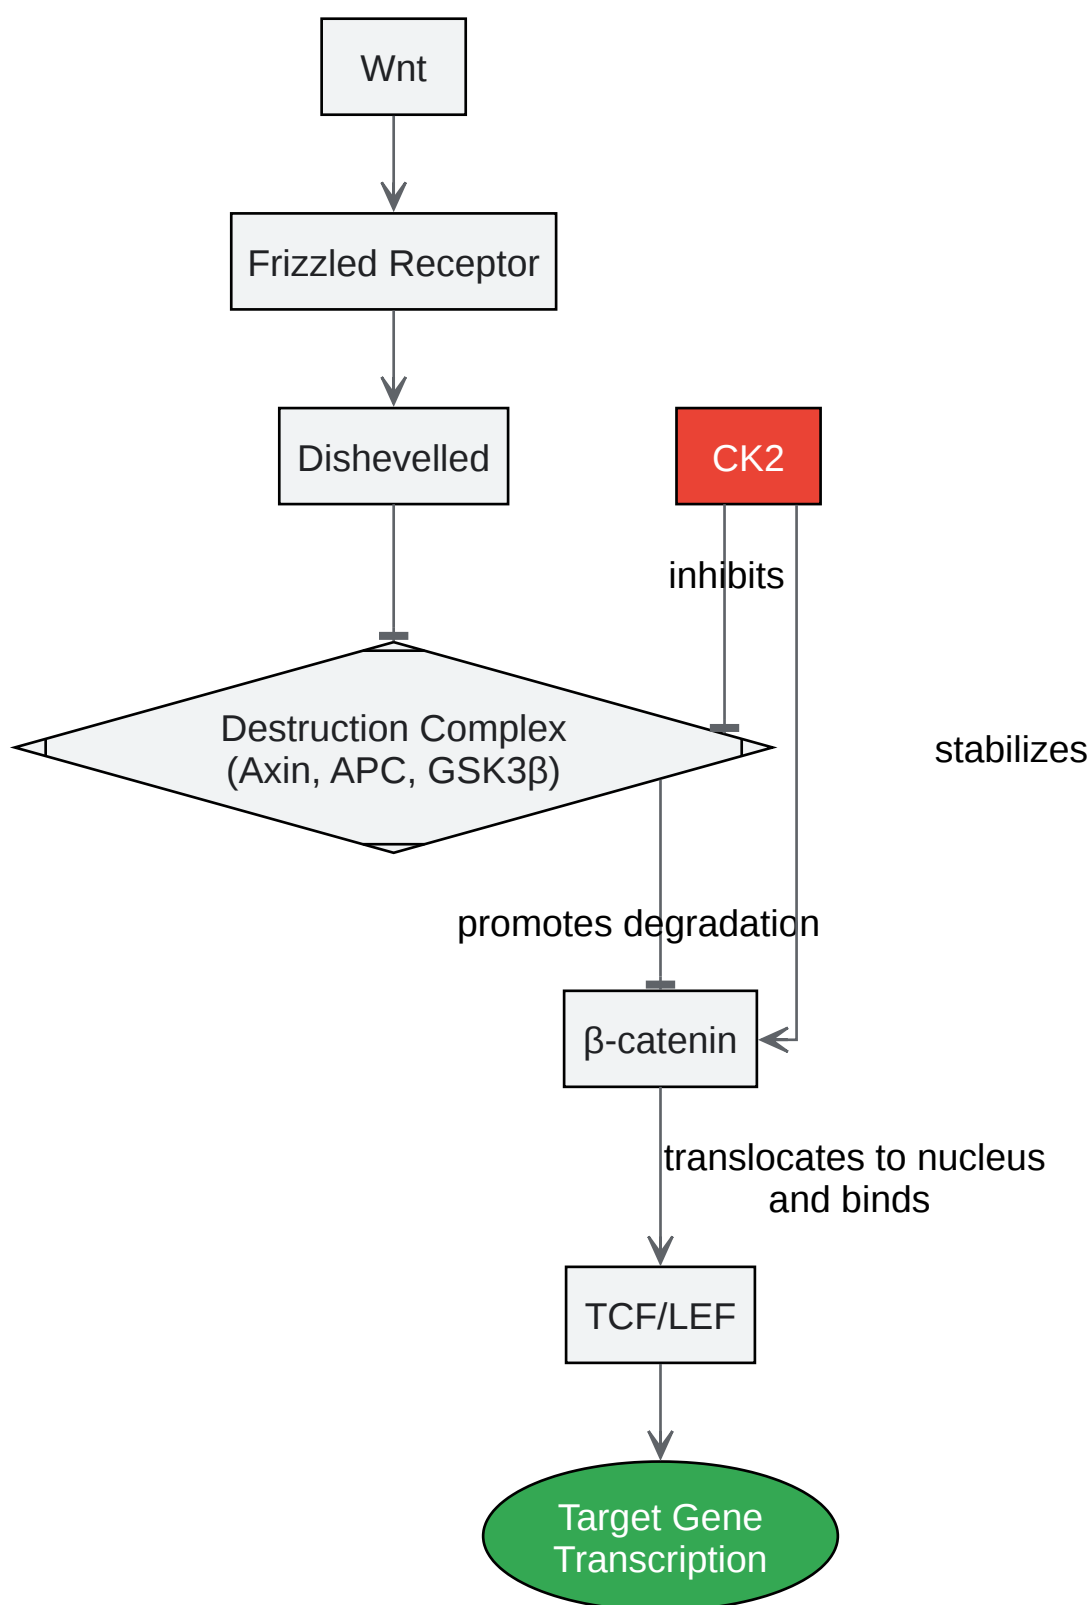 Wnt
Frizzled Receptor
Dishevelled
CK2
inhibits
Destruction Complex
(Axin, APC, GSK3β)
stabilizes
promotes degradation
β-catenin
translocates to nucleus
and binds
TCF/LEF
Target Gene
Transcription